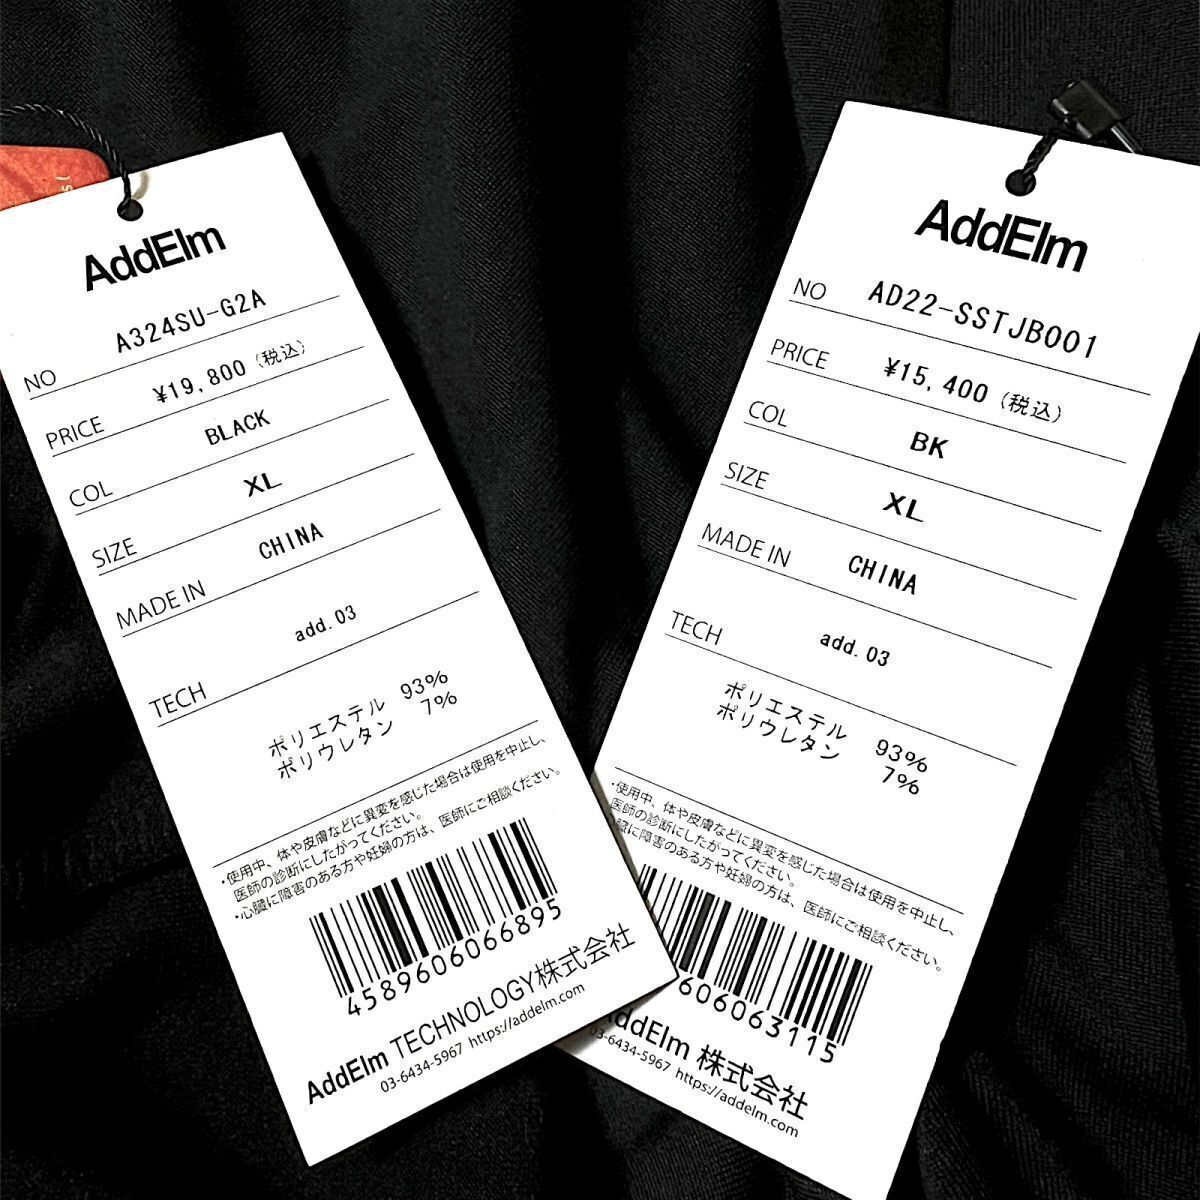 AddElm
NO A324SU-G2A
PRICE ¥19,800 (税込)
COL BLACK
SIZE XL
MADE IN CHINA
TECH add.03
ポリエステル 93%
ポリウレタン 7%
・使用中、体や皮膚などに異変を感じた場合は使用を中止し、
医師の診断にしたがってください。
・心臓に障害のある方や妊婦の方は、医師にご相談ください。
4589606066895
AddElm TECHNOLOGY株式会社
03-6434-5967 https://addelm.com
AddElm
NO AD22-SSTJB001
PRICE ¥15,400 (税込)
COL BK
SIZE XL
MADE IN CHINA
TECH add.03
ポリエステル 93%
ポリウレタン 7%
・使用中、体や皮膚などに異変を感じた場合は使用を中止し、
医師の診断にしたがってください。
臓に障害のある方や妊婦の方は、医師にご相談ください。
606063115
AddElm 株式会社
03-6434-5967 https://addelm.com